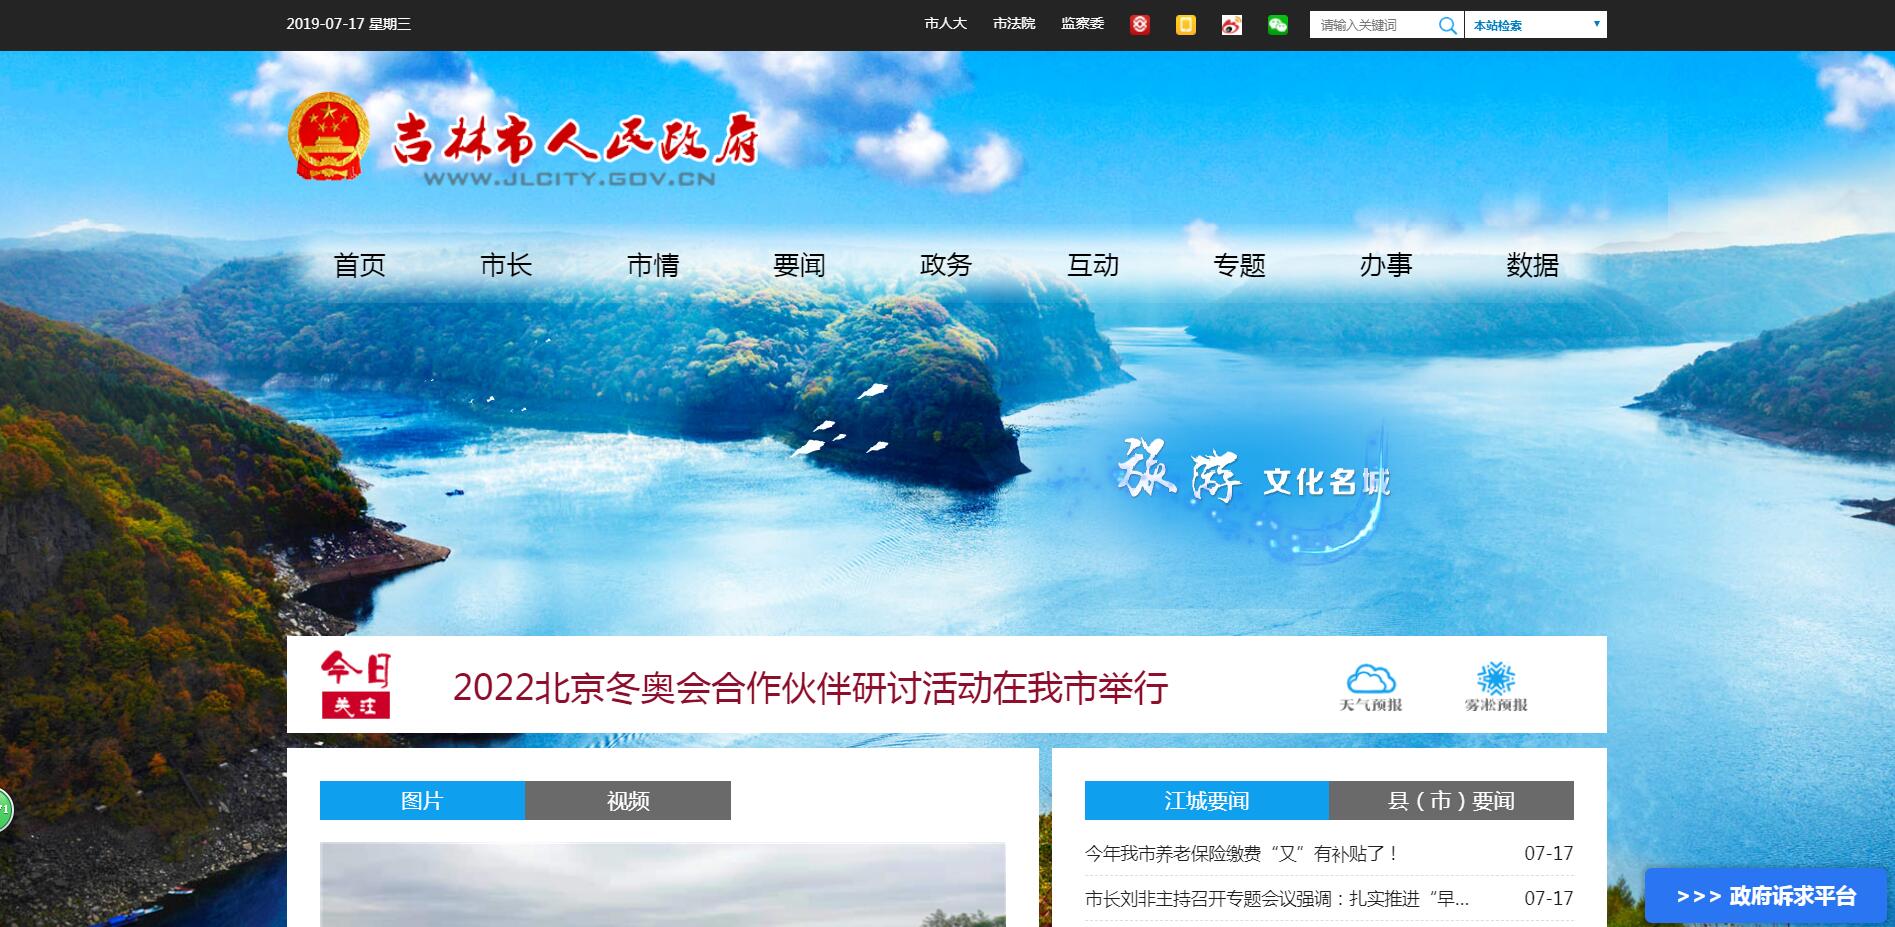 2019-07-17 星期三
市人大 市法院 监察委 请输入关键词 本站检索
吉林市人民政府
WWW.JLCITY.GOV.CN
首页 市长 市情 要闻 政务 互动 专题 办事 数据
旅游 文化名城
今日
关注
2022北京冬奥会合作伙伴研讨活动在我市举行
天气预报 雾凇预报
图片 视频
江城要闻 县（市）要闻
今年我市养老保险缴费“又”有补贴了！ 07-17
市长刘非主持召开专题会议强调：扎实推进“早... 07-17
>>> 政府诉求平台